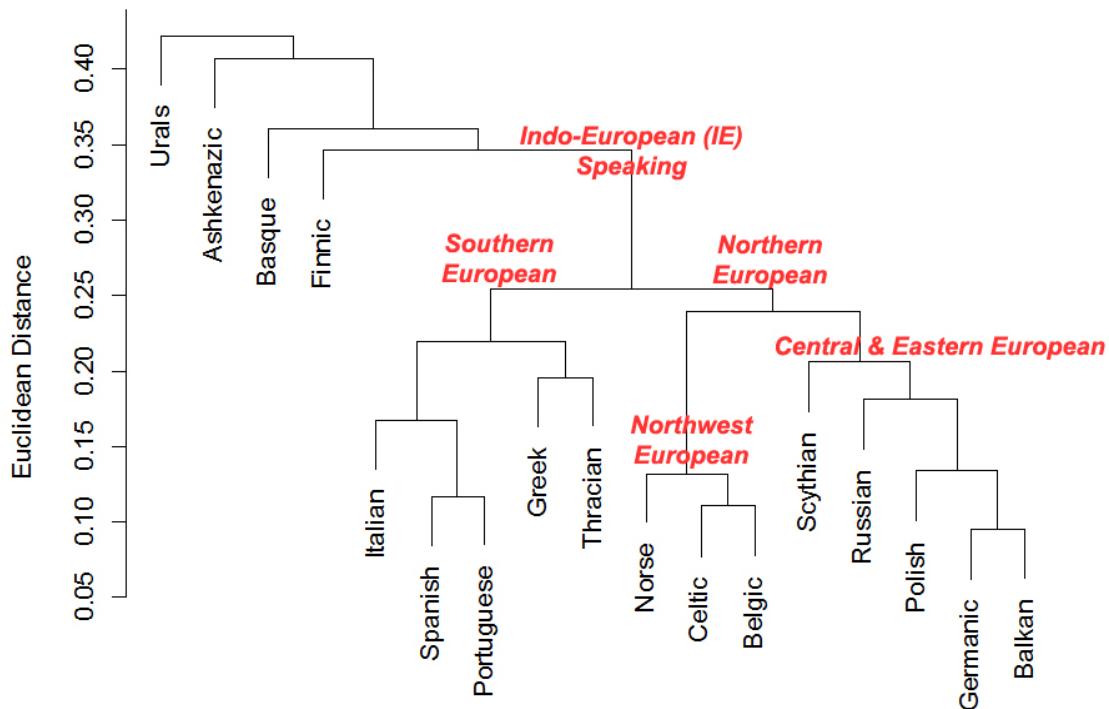 Euclidean Distance
0.40
0.35
0.30
0.25
0.20
0.15
0.10
0.05
Urals
Ashkenazic
Basque
Finnic
Indo-European (IE)
Speaking
Southern
European
Northern
European
Central & Eastern European
Northwest
European
Italian
Spanish
Portuguese
Greek
Thracian
Norse
Celtic
Belgic
Scythian
Russian
Polish
Germanic
Balkan